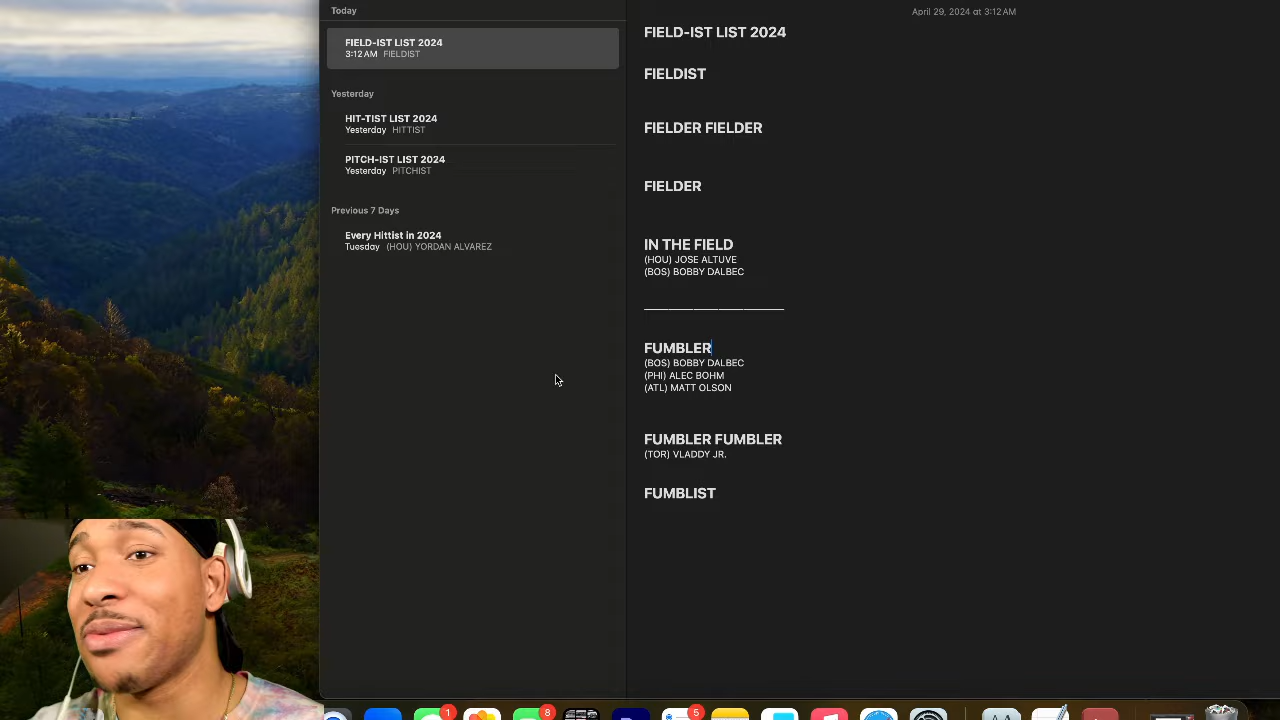 Today
FIELD-IST LIST 2024
3:12 AM FIELDIST
Yesterday
HIT-TIST LIST 2024
Yesterday HITTIST
PITCH-IST LIST 2024
Yesterday PITCHIST
Previous 7 Days
Every Hittist in 2024
Tuesday (HOU) YORDAN ALVAREZ
April 29, 2024 at 3:12 AM
FIELD-IST LIST 2024
FIELDIST
FIELDER FIELDER
FIELDER
IN THE FIELD
(HOU) JOSE ALTUVE
(BOS) BOBBY DALBEC
FUMBLER
(BOS) BOBBY DALBEC
(PHI) ALEC BOHM
(ATL) MATT OLSON
FUMBLER FUMBLER
(TOR) VLADDY JR.
FUMBLIST
1
8
5